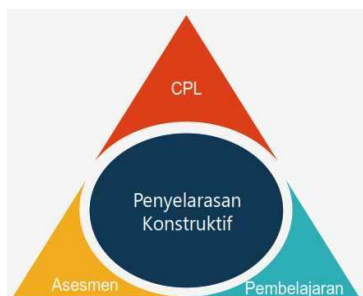 CPL
Penyelarasan
Konstruktif
Asesmen
Pembelajaran